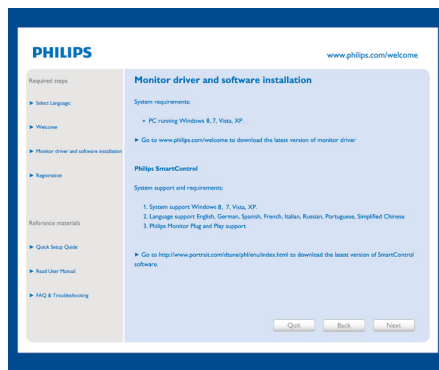 PHILIPS
www.philips.com/welcome
Required steps
Select Language
Welcome
Monitor driver and software installation
Registration
Reference materials
Quick Setup Quide
Read User Manual
FAQ & Troubleshooting
Monitor driver and software installation
System requirements:
• PC running Windows 8, 7, Vista, XP.
► Go to www.philips.com/welcome to download the latest version of monitor driver
Philips SmartControl
System support and requirements:
1. System support Windows 8, 7, Vista, XP.
2. Language support English, German, Spanish, French, Italian, Russian, Portuguese, Simplified Chinese
3. Philips Monitor Plug and Play support
► Go to http://www.portrait.com/dtune/phl/enu/index.html to download the latest version of SmartControl
software.
Quit
Back
Next